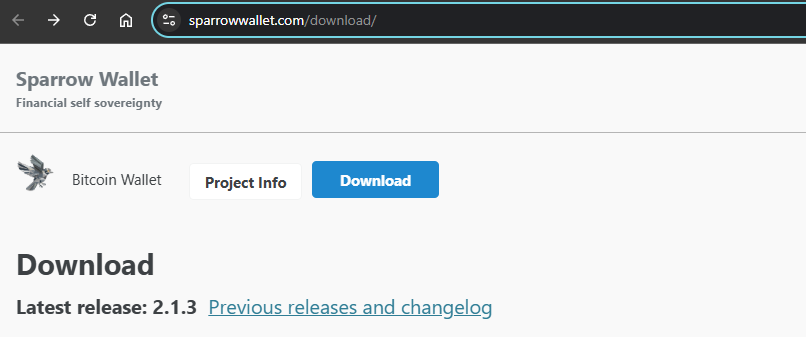 sparrowwallet.com/download/
Sparrow Wallet
Financial self sovereignty
Bitcoin Wallet Project Info Download
Download
Latest release: 2.1.3 Previous releases and changelog